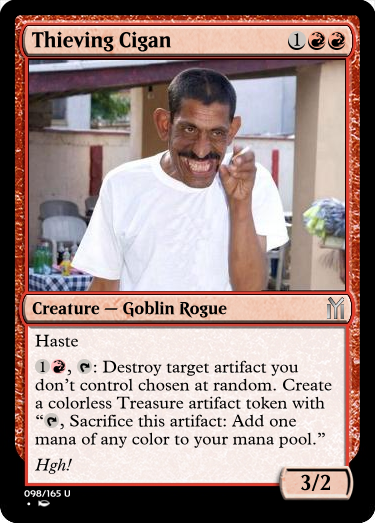 Thieving Cigan 1
Creature — Goblin Rogue
Haste
1 , : Destroy target artifact you
don't control chosen at random. Create
a colorless Treasure artifact token with
“ , Sacrifice this artifact: Add one
mana of any color to your mana pool.”
Hgh!
3/2
098/165 U